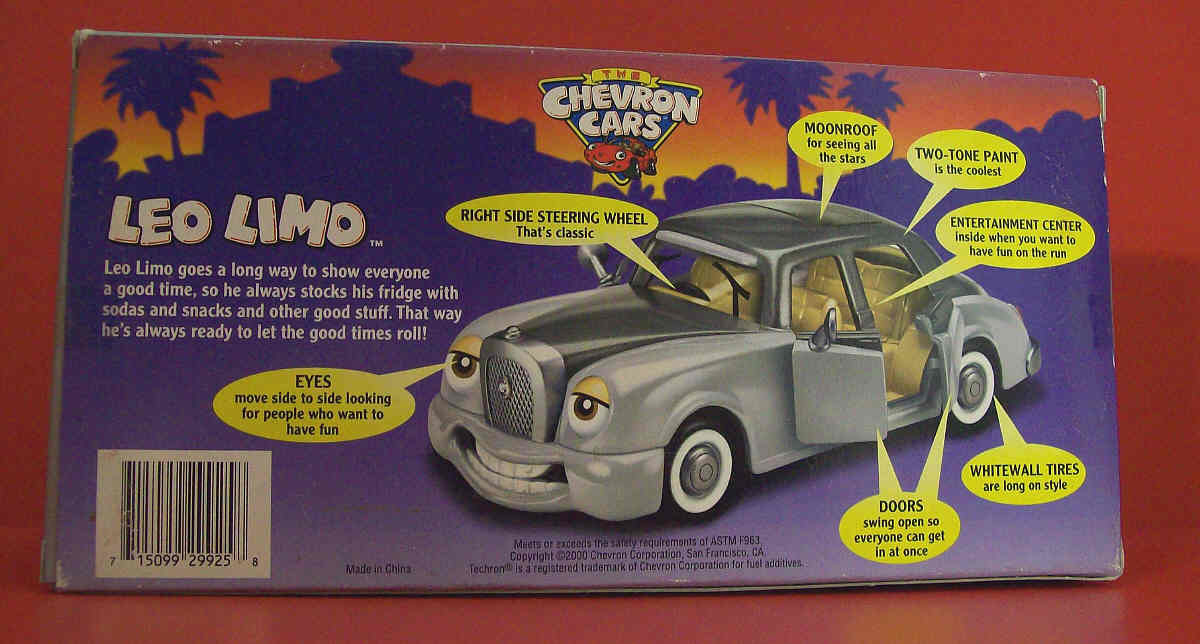 THE
CHEVRON
CARS
LEO LIMO™
Leo Limo goes a long way to show everyone
a good time, so he always stocks his fridge with
sodas and snacks and other good stuff. That way
he's always ready to let the good times roll!
MOONROOF
for seeing all
the stars
TWO-TONE PAINT
is the coolest
RIGHT SIDE STEERING WHEEL
That's classic
ENTERTAINMENT CENTER
inside when you want to
have fun on the run
EYES
move side to side looking
for people who want to
have fun
WHITEWALL TIRES
are long on style
DOORS
swing open so
everyone can get
in at once
7 15099 29925 8
Made in China
Meets or exceeds the safety requirements of ASTM F963.
Copyright ©2000 Chevron Corporation, San Francisco, CA.
Techron® is a registered trademark of Chevron Corporation for fuel additives.